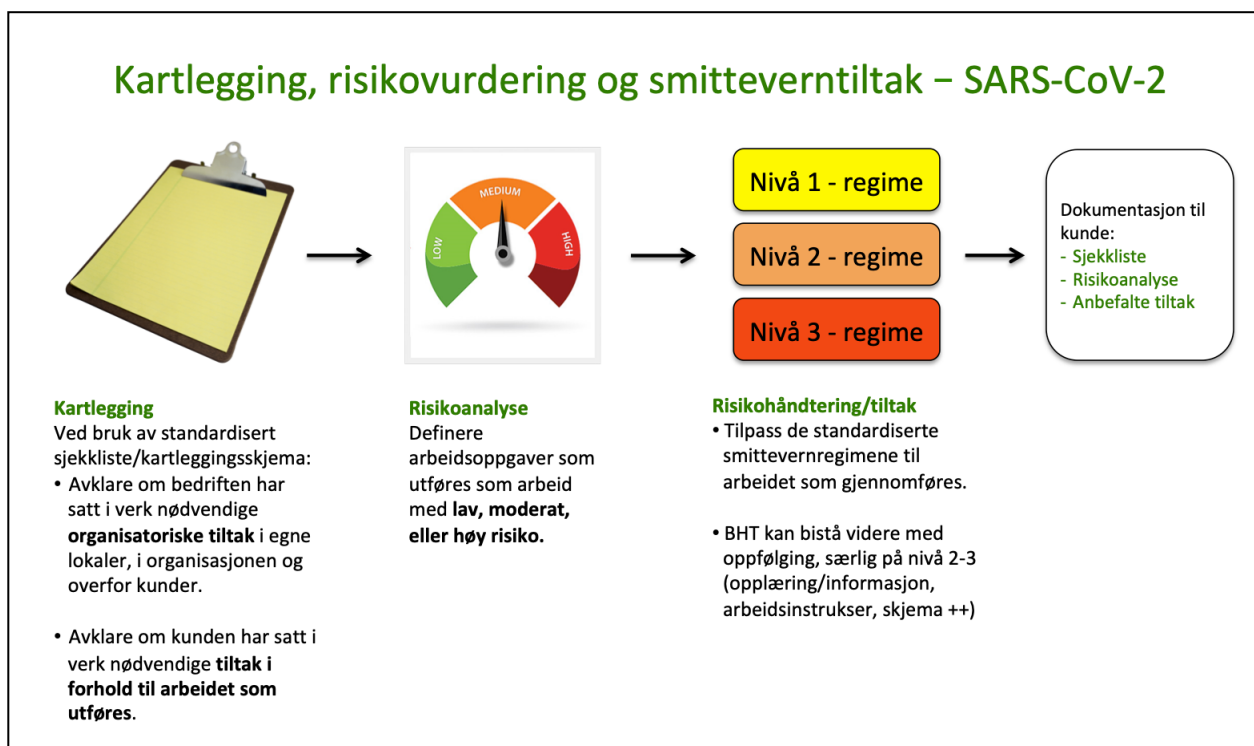 Kartlegging, risikovurdering og smitteverntiltak – SARS-CoV-2
LOW
MEDIUM
HIGH
Nivå 1 - regime
Nivå 2 - regime
Nivå 3 - regime
Dokumentasjon til
kunde:
- Sjekkliste
- Risikoanalyse
- Anbefalte tiltak
Kartlegging
Ved bruk av standardisert
sjekkliste/kartleggingsskjema:
• Avklare om bedriften har
satt i verk nødvendige
organisatoriske tiltak i egne
lokaler, i organisasjonen og
overfor kunder.
• Avklare om kunden har satt i
verk nødvendige tiltak i
forhold til arbeidet som
utføres.
Risikoanalyse
Definere
arbeidsoppgaver som
utføres som arbeid
med lav, moderat,
eller høy risiko.
Risikohåndtering/tiltak
• Tilpass de standardiserte
smittevernregimene til
arbeidet som gjennomføres.
• BHT kan bistå videre med
oppfølging, særlig på nivå 2-3
(opplæring/informasjon,
arbeidsinstrukser, skjema ++)